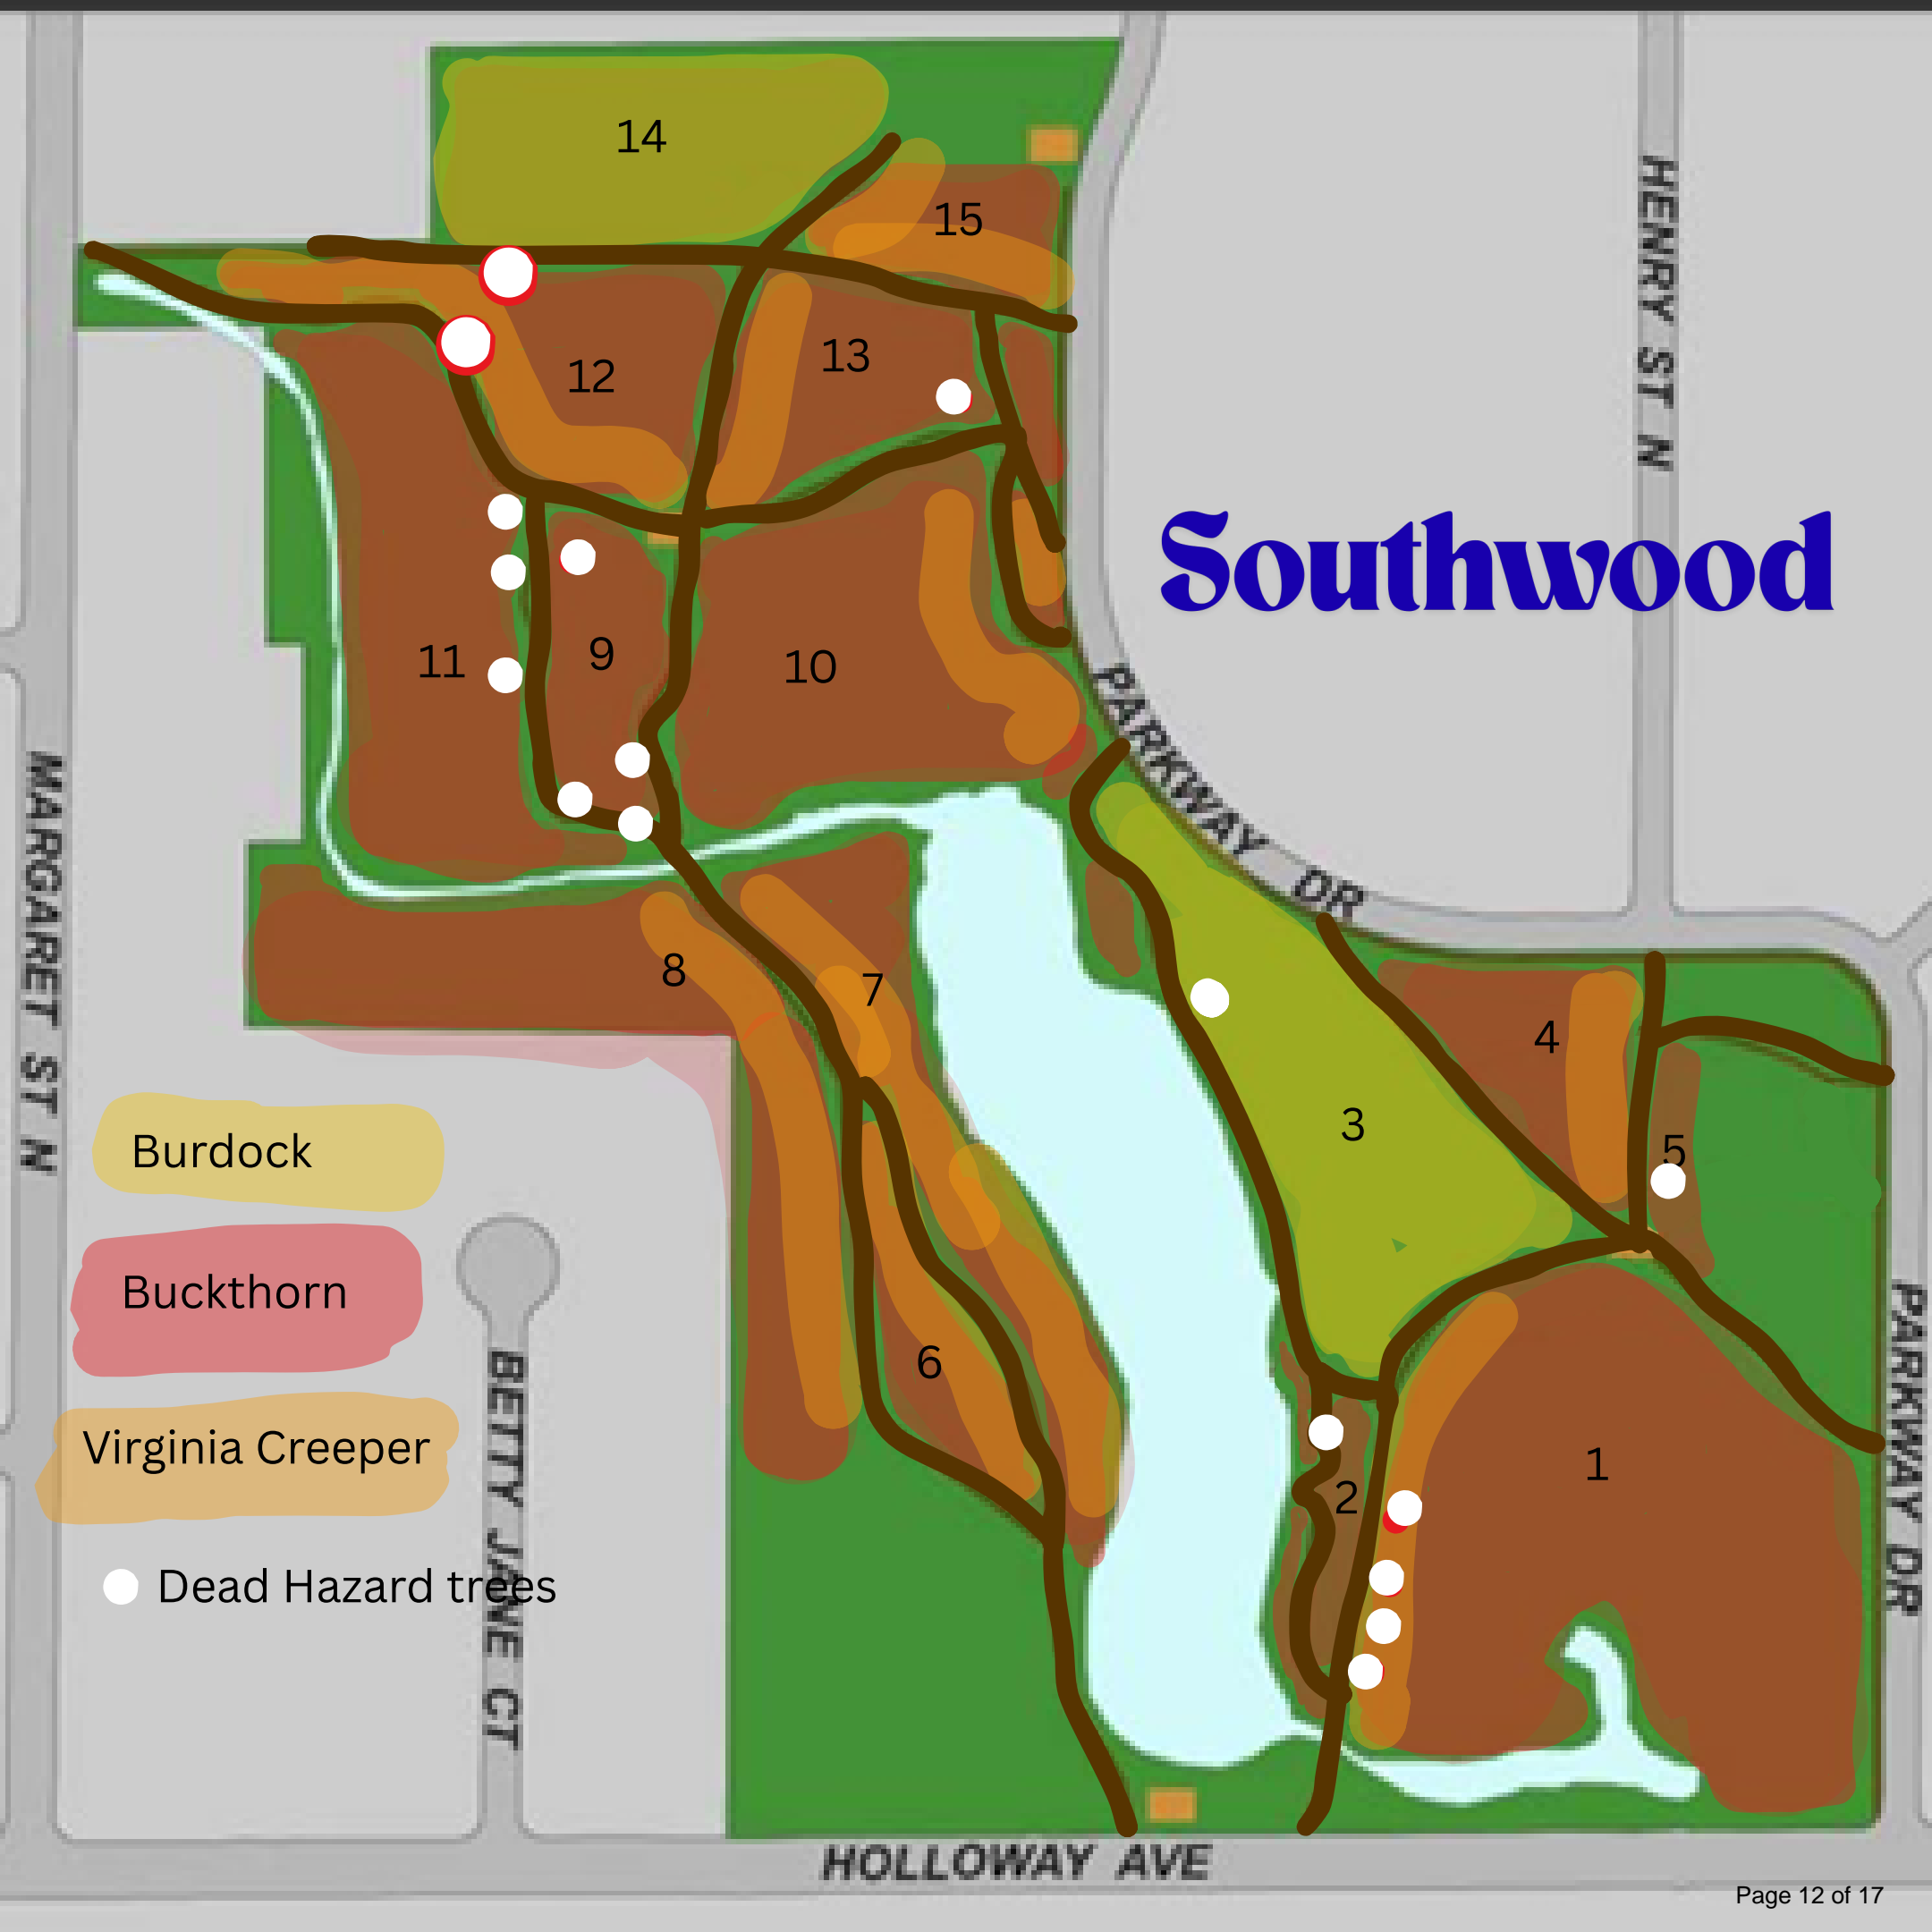 14
15
HENRY ST N
12
13
Southwood
11
9
10
PARKWAY DR
MARGARET ST N
8
7
4
3
5
Burdock
Buckthorn
Virginia Creeper
Dead Hazard trees
BETTY JANE CT
6
2
1
PARKWAY DR
HOLLOWAY AVE
Page 12 of 17